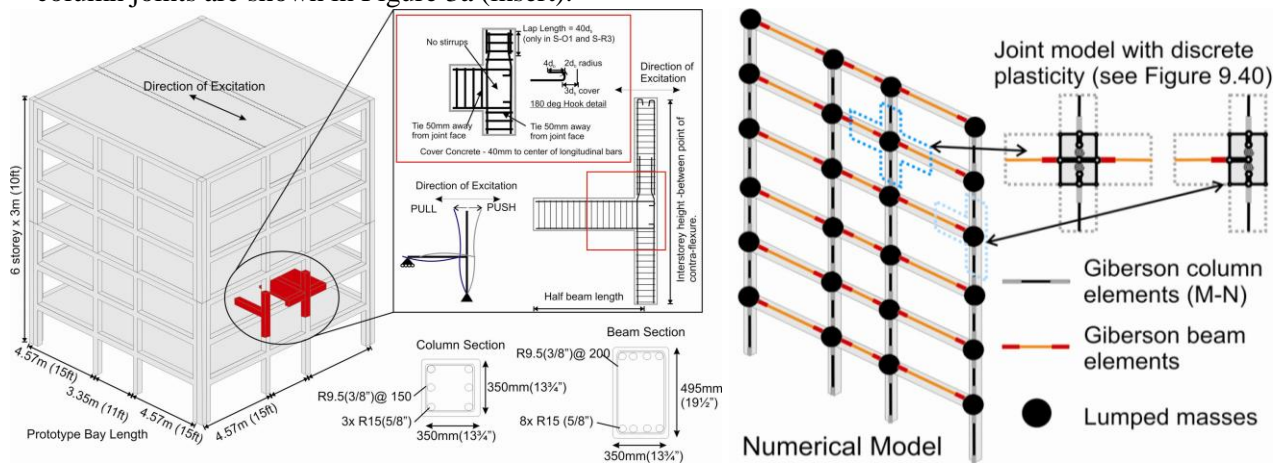 column joints are shown in Figure 3a (insert).
Direction of Excitation
6 storey x 3m (10ft)
4.57m (15ft)
3.35m (11ft)
4.57m (15ft)
4.57m (15ft)
Prototype Bay Length
Lap Length = 40d
(only in S-O1 and S-R3)
No stirrups
4d
2d radius
3d cover
180 deg Hook detail
Tie 50mm away
from joint face
Tie 50mm away
from joint face
Cover Concrete - 40mm to center of longitudinal bars
Direction of
Excitation
Direction of Excitation
PULL
PUSH
Interstorey height -between point of
contra-flexure.
Half beam length
Column Section
R9.5(3/8")@ 150
3x R15(5/8")
350mm
(13¾")
350mm(13¾")
Beam Section
R9.5(3/8")@ 200
8x R15 (5/8")
495mm
(19½")
350mm(13¾")
Numerical Model
Joint model with discrete
plasticity (see Figure 9.40)
Giberson column
elements (M-N)
Giberson beam
elements
Lumped masses